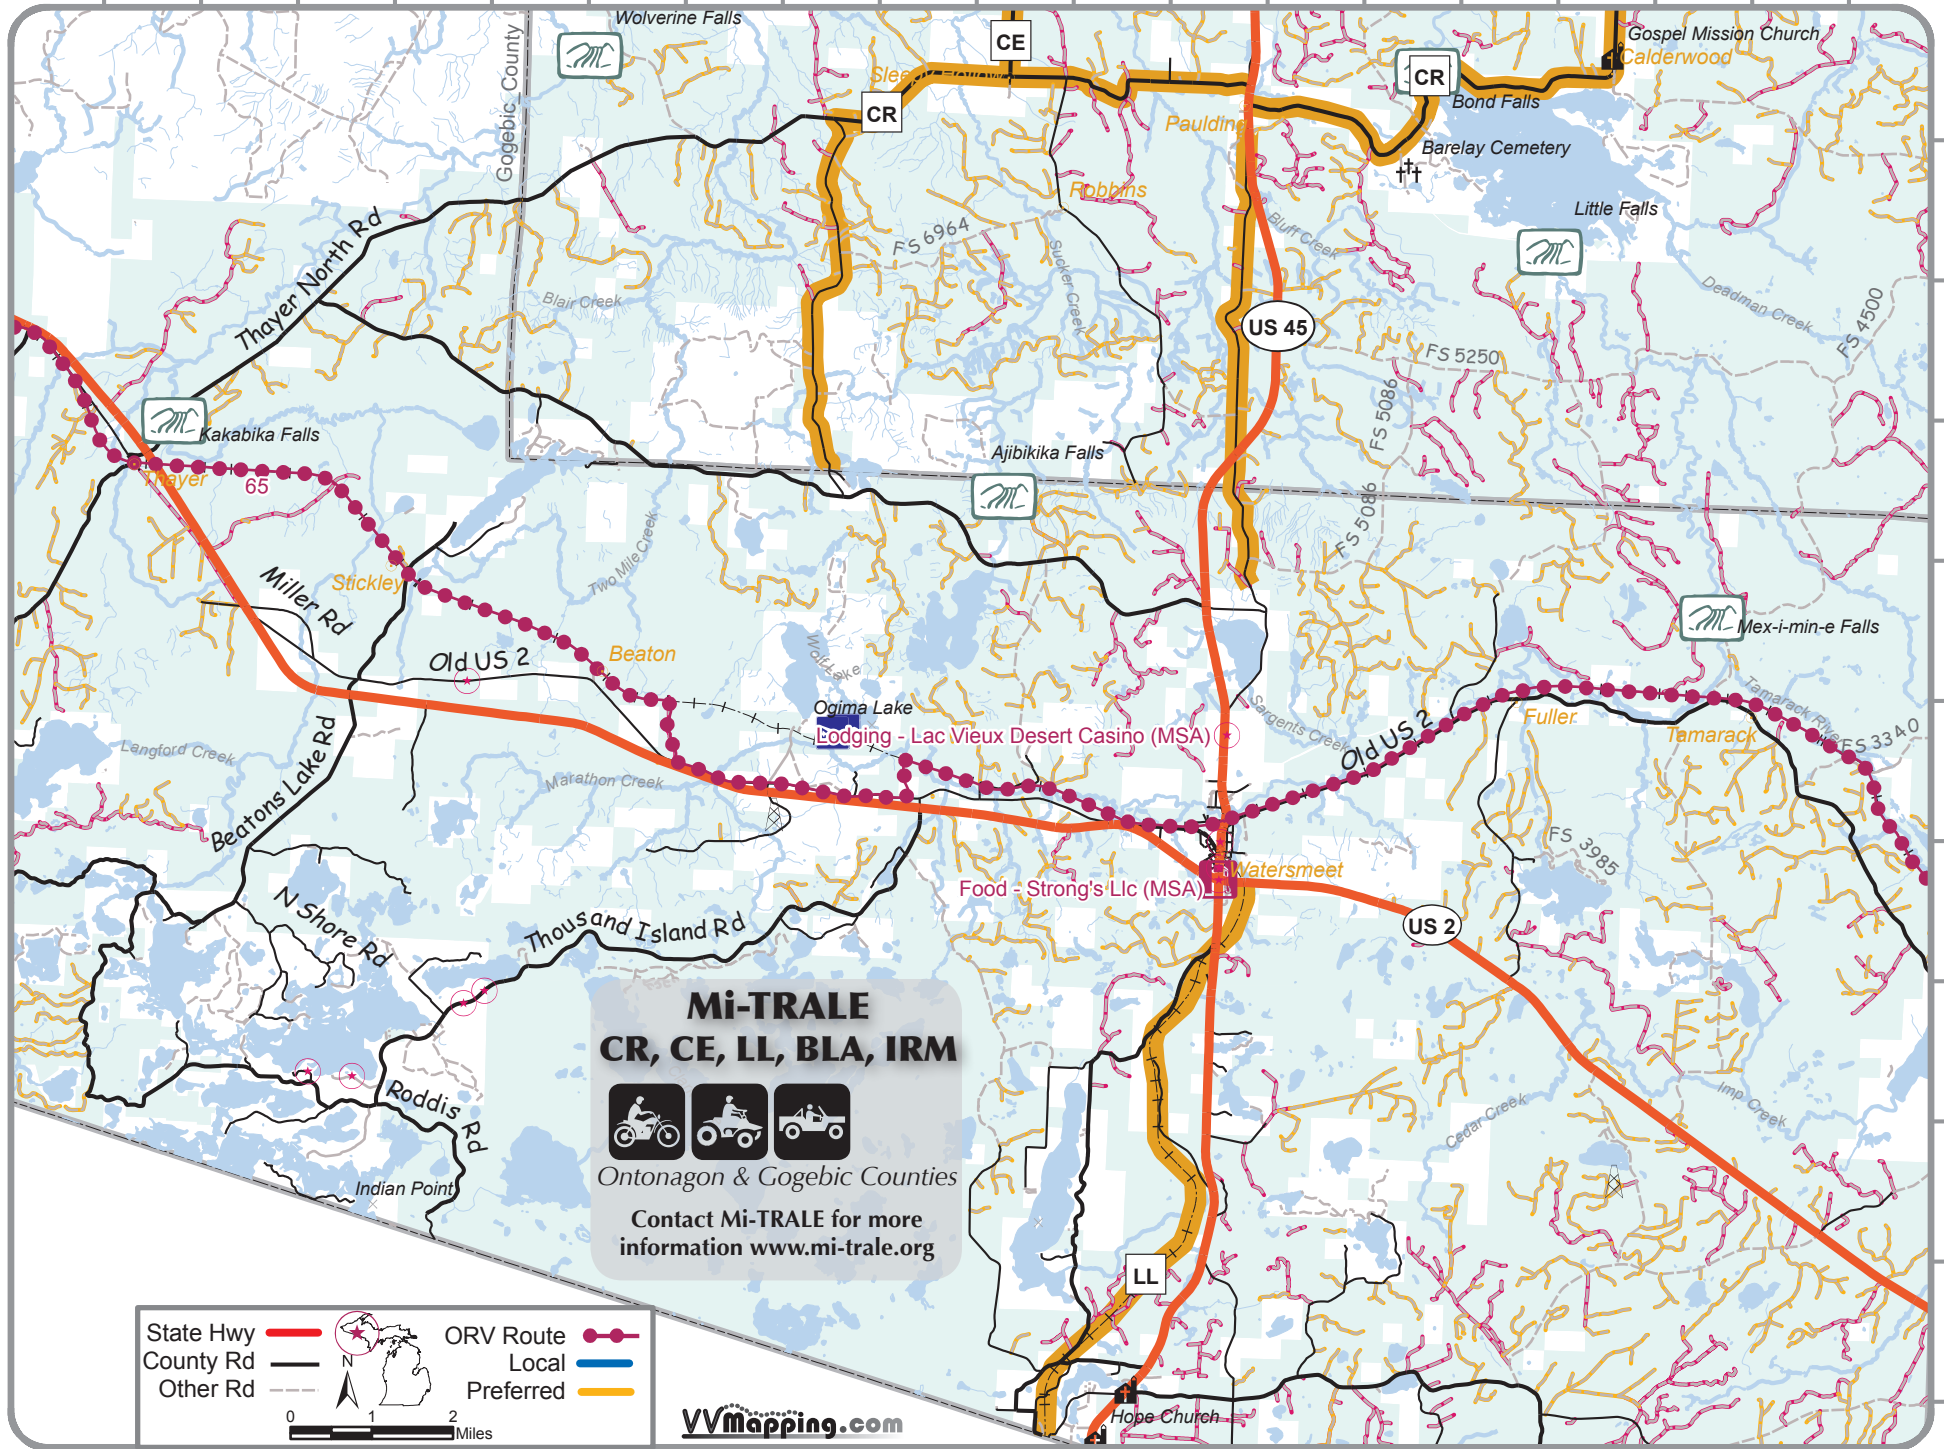 Wolverine Falls
CE
Gospel Mission Church
Calderwood
Sleepy Hollow
CR
CR
Bond Falls
Gogebic County
Paulding
Barelay Cemetery
Robbins
Little Falls
Thayer North Rd
FS 6964
Bluff Creek
Sucker Creek
Blair Creek
Deadman Creek
FS 4500
US 45
FS 5250
FS 5086
Kakabika Falls
Ajibikika Falls
Thayer
65
FS 5086
Two Mile Creek
Stickley
Miller Rd
Mex-i-min-e Falls
Old US 2
Beaton
Wolf Lake
Ogima Lake
Lodging - Lac Vieux Desert Casino (MSA)
Sargents Creek
Old US 2
Fuller
Tamarack
Tamarack River
FS 3340
Langford Creek
Beatons Lake Rd
Marathon Creek
FS 3985
Watersmeet
Food - Strong's Llc (MSA)
N Shore Rd
Thousand Island Rd
US 2
Mi-TRALE
CR, CE, LL, BLA, IRM
Ontonagon & Gogebic Counties
Contact Mi-TRALE for more
information www.mi-trale.org
Roddis Rd
Indian Point
Cedar Creek
Imp Creek
LL
Hope Church
State Hwy
County Rd
Other Rd
N
ORV Route
Local
Preferred
0 1 2
Miles
VVMapping.com